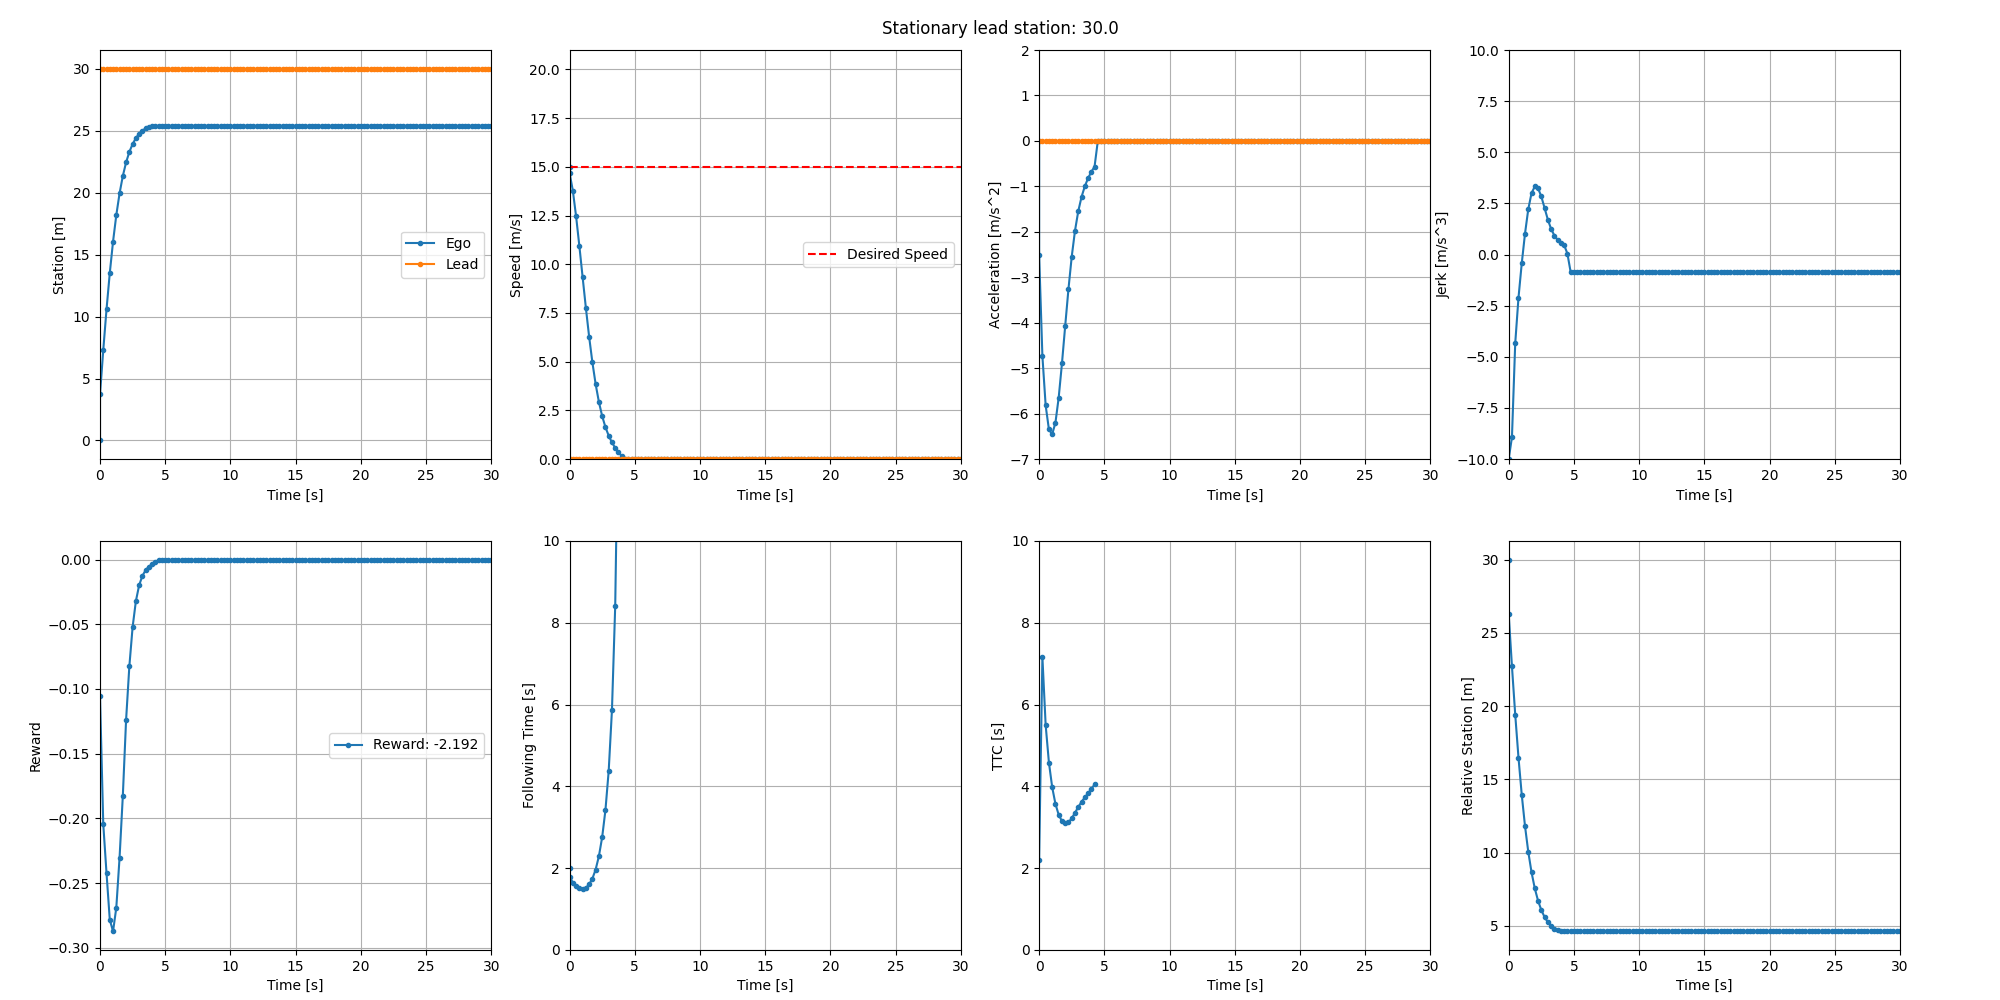 Stationary lead station: 30.0
Station [m]
30
25
20
15
10
5
0
Ego
Lead
0 5 10 15 20 25 30
Time [s]
Speed [m/s]
20.0
17.5
15.0
12.5
10.0
7.5
5.0
2.5
0.0
Desired Speed
0 5 10 15 20 25 30
Time [s]
Acceleration [m/s^2]
2
1
0
−1
−2
−3
−4
−5
−6
−7
0 5 10 15 20 25 30
Time [s]
Jerk [m/s^3]
10.0
7.5
5.0
2.5
0.0
−2.5
−5.0
−7.5
−10.0
0 5 10 15 20 25 30
Time [s]
Reward
0.00
−0.05
−0.10
−0.15
−0.20
−0.25
−0.30
Reward: -2.192
0 5 10 15 20 25 30
Time [s]
Following Time [s]
10
8
6
4
2
0
0 5 10 15 20 25 30
Time [s]
TTC [s]
10
8
6
4
2
0
0 5 10 15 20 25 30
Time [s]
Relative Station [m]
30
25
20
15
10
5
0 5 10 15 20 25 30
Time [s]